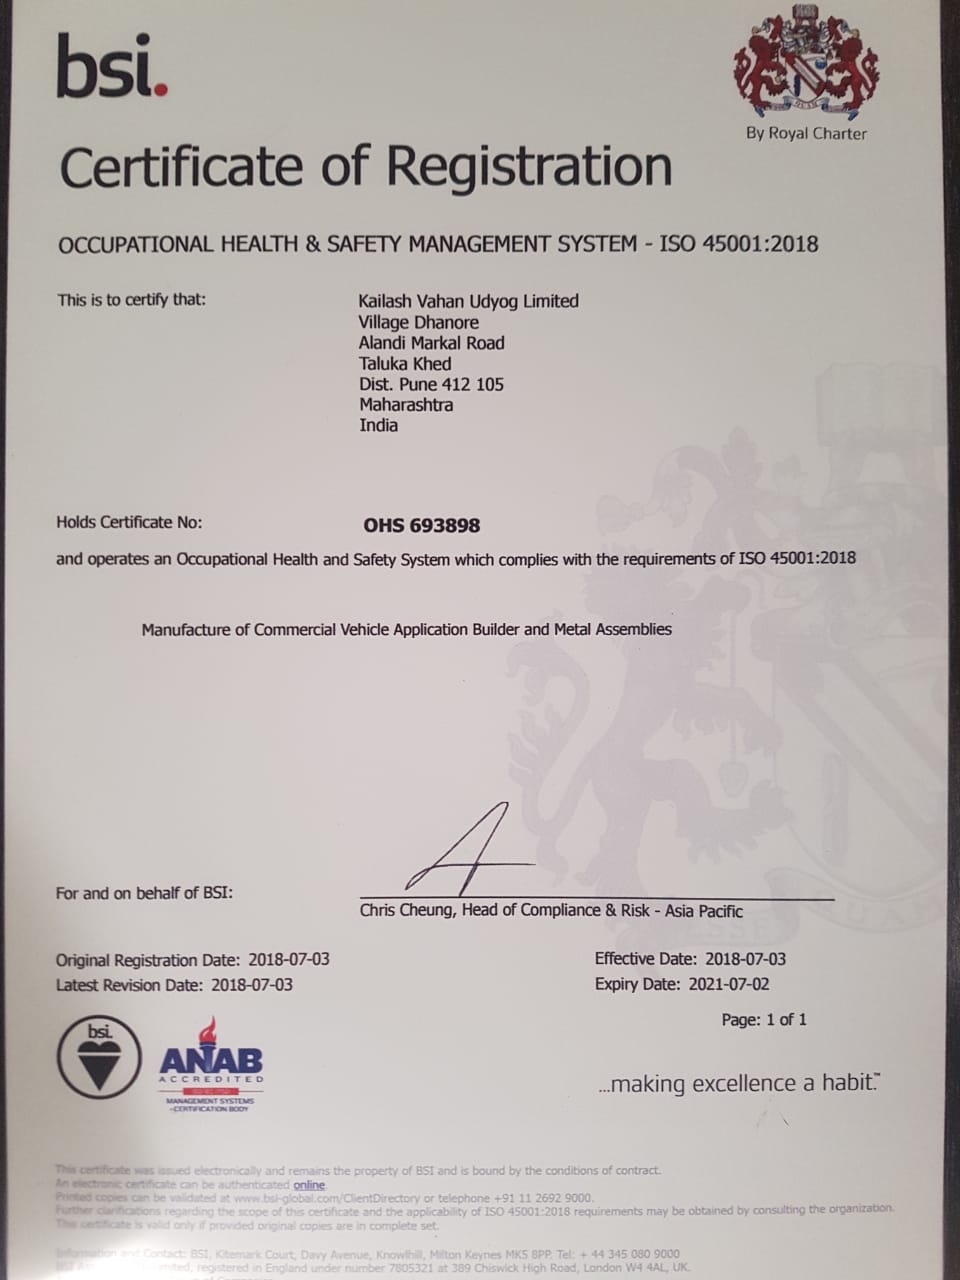 bsi.
By Royal Charter
Certificate of Registration
OCCUPATIONAL HEALTH & SAFETY MANAGEMENT SYSTEM - ISO 45001:2018
This is to certify that:
Kailash Vahan Udyog Limited
Village Dhanore
Alandi Markal Road
Taluka Khed
Dist. Pune 412 105
Maharashtra
India
Holds Certificate No:
OHS 693898
and operates an Occupational Health and Safety System which complies with the requirements of ISO 45001:2018
Manufacture of Commercial Vehicle Application Builder and Metal Assemblies
For and on behalf of BSI:
Chris Cheung, Head of Compliance & Risk - Asia Pacific
Original Registration Date: 2018-07-03
Effective Date: 2018-07-03
Latest Revision Date: 2018-07-03
Expiry Date: 2021-07-02
Page: 1 of 1
bsi.
ANAB
ACCREDITED
MANAGEMENT SYSTEMS
CERTIFICATION BODY
...making excellence a habit.™
This certificate was issued electronically and remains the property of BSI and is bound by the conditions of contract.
An electronic certificate can be authenticated online.
Printed copies can be validated at www.bsi-global.com/ClientDirectory or telephone +91 11 2692 9000.
Further clarifications regarding the scope of this certificate and the applicability of ISO 45001:2018 requirements may be obtained by consulting the organization.
This certificate is valid only if provided original copies are in complete set.
Information and Contact: BSI, Kitemark Court, Davy Avenue, Knowlhill, Milton Keynes MK5 8PP. Tel: + 44 345 080 9000
BSI registered in England under number 7805321 at 389 Chiswick High Road, London W4 4AL, UK.